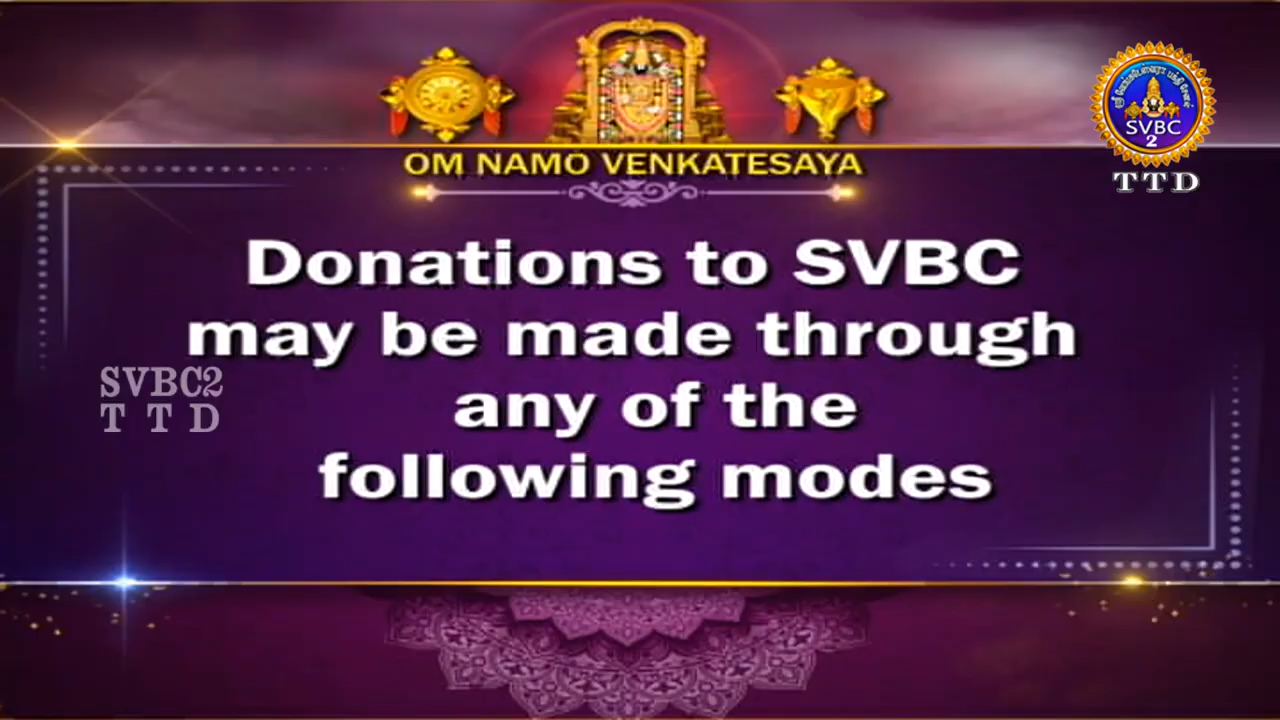 OM NAMO VENKATESAYA
SVBC
2
TTD
Donations to SVBC
may be made through
any of the
following modes
SVBC2
T T D